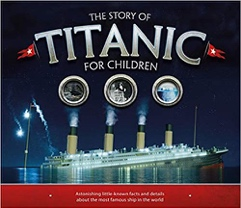 THE STORY OF
TITANIC
FOR CHILDREN
Astonishing little-known facts and details
about the most famous ship in the world